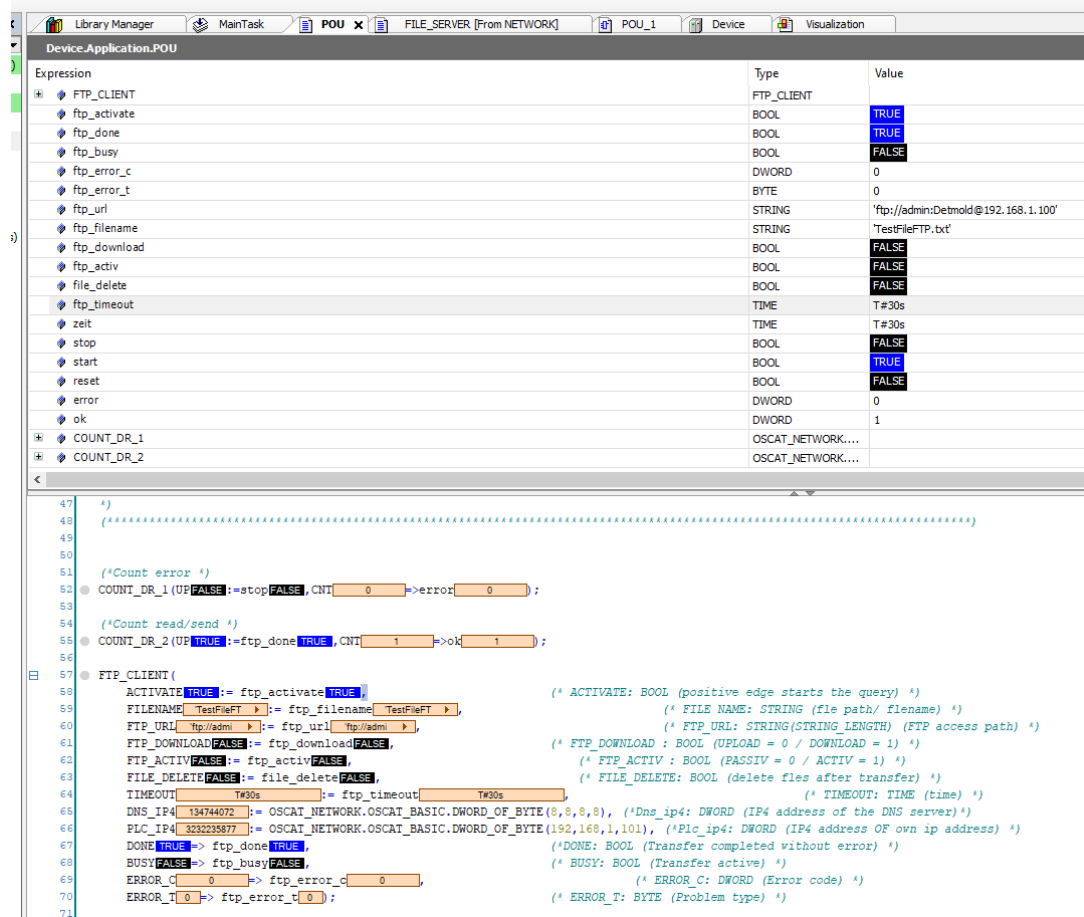 Library Manager MainTask POU X FILE_SERVER [From NETWORK] POU_1 Device Visualization
Device.Application.POU
Expression Type Value
FTP_CLIENT FTP_CLIENT
ftp_activate BOOL TRUE
ftp_done BOOL TRUE
ftp_busy BOOL FALSE
ftp_error_c DWORD 0
ftp_error_t BYTE 0
ftp_url STRING 'ftp://admin:Detmold@192.168.1.100'
ftp_filename STRING 'TestFileFTP.txt'
ftp_download BOOL FALSE
ftp_activ BOOL FALSE
file_delete BOOL FALSE
ftp_timeout TIME T#30s
zeit TIME T#30s
stop BOOL FALSE
start BOOL TRUE
reset BOOL FALSE
error DWORD 0
ok DWORD 1
COUNT_DR_1 OSCAT_NETWORK....
COUNT_DR_2 OSCAT_NETWORK....
47 *)
48 (***************************************************************************************************************************)
49
50
51 (*Count error *)
52 COUNT_DR_1(UP FALSE :=stop FALSE ,CNT 0 =>error 0 );
53
54 (*Count read/send *)
55 COUNT_DR_2(UP TRUE :=ftp_done TRUE ,CNT 1 =>ok 1 );
56
57 FTP_CLIENT(
58 ACTIVATE TRUE := ftp_activate TRUE , (* ACTIVATE: BOOL (positive edge starts the query) *)
59 FILENAME 'TestFileFT := ftp_filename 'TestFileFT , (* FILE NAME: STRING (fle path/ flename) *)
60 FTP_URL 'ftp://admi := ftp_url 'ftp://admi , (* FTP_URL: STRING(STRING_LENGTH) (FTP access path) *)
61 FTP_DOWNLOAD FALSE := ftp_download FALSE , (* FTP_DOWNLOAD : BOOL (UPLOAD = 0 / DOWNLOAD = 1) *)
62 FTP_ACTIV FALSE := ftp_activ FALSE , (* FTP_ACTIV : BOOL (PASSIV = 0 / ACTIV = 1) *)
63 FILE_DELETE FALSE := file_delete FALSE , (* FILE_DELETE: BOOL (delete fles after transfer) *)
64 TIMEOUT T#30s := ftp_timeout T#30s , (* TIMEOUT: TIME (time) *)
65 DNS_IP4 134744072 := OSCAT_NETWORK.OSCAT_BASIC.DWORD_OF_BYTE(8,8,8,8), (*Dns_ip4: DWORD (IP4 address of the DNS server)*)
66 PLC_IP4 3232235877 := OSCAT_NETWORK.OSCAT_BASIC.DWORD_OF_BYTE(192,168,1,101), (*Plc_ip4: DWORD (IP4 address OF own ip address) *)
67 DONE TRUE => ftp_done TRUE , (*DONE: BOOL (Transfer completed without error) *)
68 BUSY FALSE => ftp_busy FALSE , (* BUSY: BOOL (Transfer active) *)
69 ERROR_C 0 => ftp_error_c 0 , (* ERROR_C: DWORD (Error code) *)
70 ERROR_T 0 => ftp_error_t 0 ); (* ERROR_T: BYTE (Problem type) *)
71